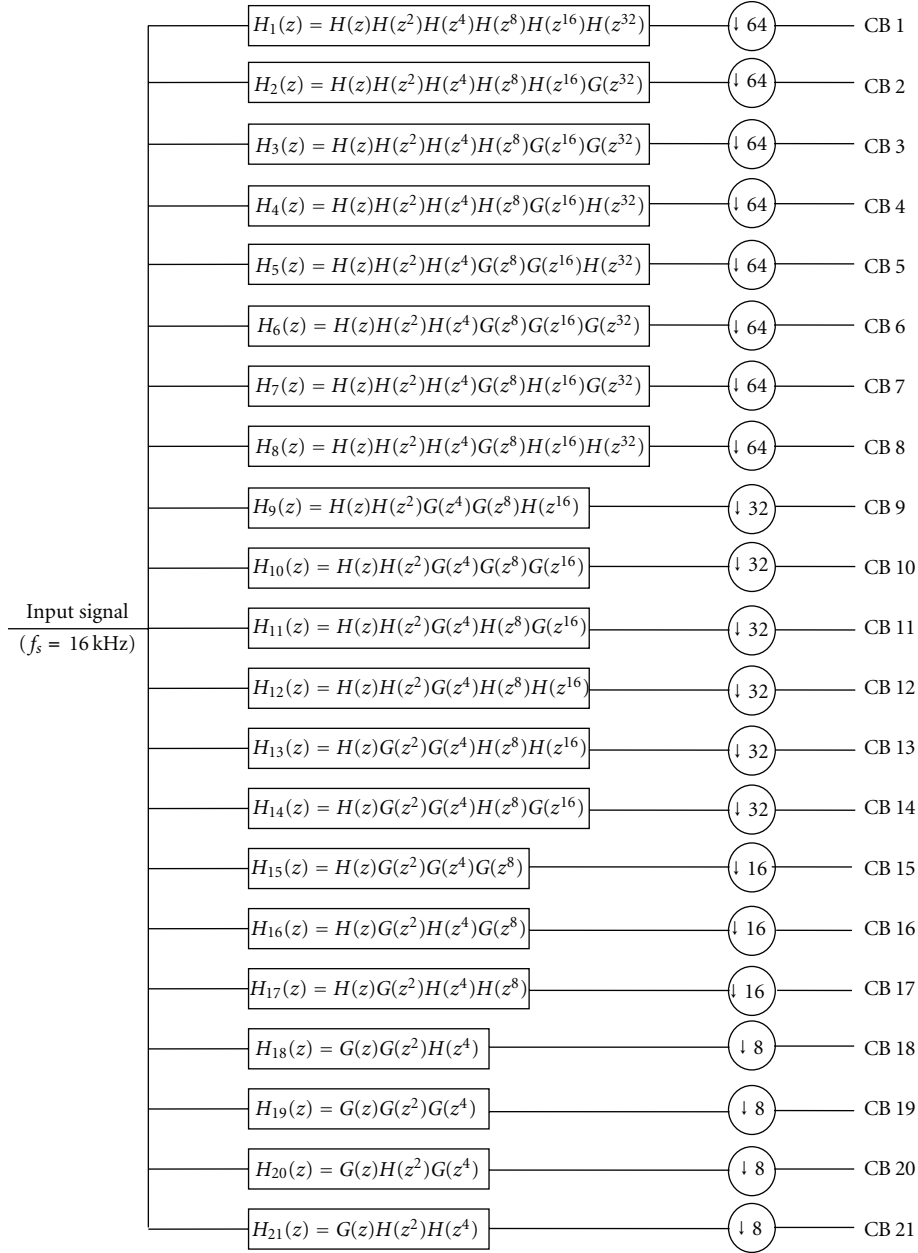 H₁(z) = H(z)H(z²)H(z⁴)H(z⁸)H(z¹⁶)H(z³²) ↓ 64 CB 1
H₂(z) = H(z)H(z²)H(z⁴)H(z⁸)H(z¹⁶)G(z³²) ↓ 64 CB 2
H₃(z) = H(z)H(z²)H(z⁴)H(z⁸)G(z¹⁶)G(z³²) ↓ 64 CB 3
H₄(z) = H(z)H(z²)H(z⁴)H(z⁸)G(z¹⁶)H(z³²) ↓ 64 CB 4
H₅(z) = H(z)H(z²)H(z⁴)G(z⁸)G(z¹⁶)H(z³²) ↓ 64 CB 5
H₆(z) = H(z)H(z²)H(z⁴)G(z⁸)G(z¹⁶)G(z³²) ↓ 64 CB 6
H₇(z) = H(z)H(z²)H(z⁴)G(z⁸)H(z¹⁶)G(z³²) ↓ 64 CB 7
H₈(z) = H(z)H(z²)H(z⁴)G(z⁸)H(z¹⁶)H(z³²) ↓ 64 CB 8
H₉(z) = H(z)H(z²)G(z⁴)G(z⁸)H(z¹⁶) ↓ 32 CB 9
H₁₀(z) = H(z)H(z²)G(z⁴)G(z⁸)G(z¹⁶) ↓ 32 CB 10
Input signal
(fₛ = 16 kHz)
H₁₁(z) = H(z)H(z²)G(z⁴)H(z⁸)G(z¹⁶) ↓ 32 CB 11
H₁₂(z) = H(z)H(z²)G(z⁴)H(z⁸)H(z¹⁶) ↓ 32 CB 12
H₁₃(z) = H(z)G(z²)G(z⁴)H(z⁸)H(z¹⁶) ↓ 32 CB 13
H₁₄(z) = H(z)G(z²)G(z⁴)H(z⁸)G(z¹⁶) ↓ 32 CB 14
H₁₅(z) = H(z)G(z²)G(z⁴)G(z⁸) ↓ 16 CB 15
H₁₆(z) = H(z)G(z²)H(z⁴)G(z⁸) ↓ 16 CB 16
H₁₇(z) = H(z)G(z²)H(z⁴)H(z⁸) ↓ 16 CB 17
H₁₈(z) = G(z)G(z²)H(z⁴) ↓ 8 CB 18
H₁₉(z) = G(z)G(z²)G(z⁴) ↓ 8 CB 19
H₂₀(z) = G(z)H(z²)G(z⁴) ↓ 8 CB 20
H₂₁(z) = G(z)H(z²)H(z⁴) ↓ 8 CB 21